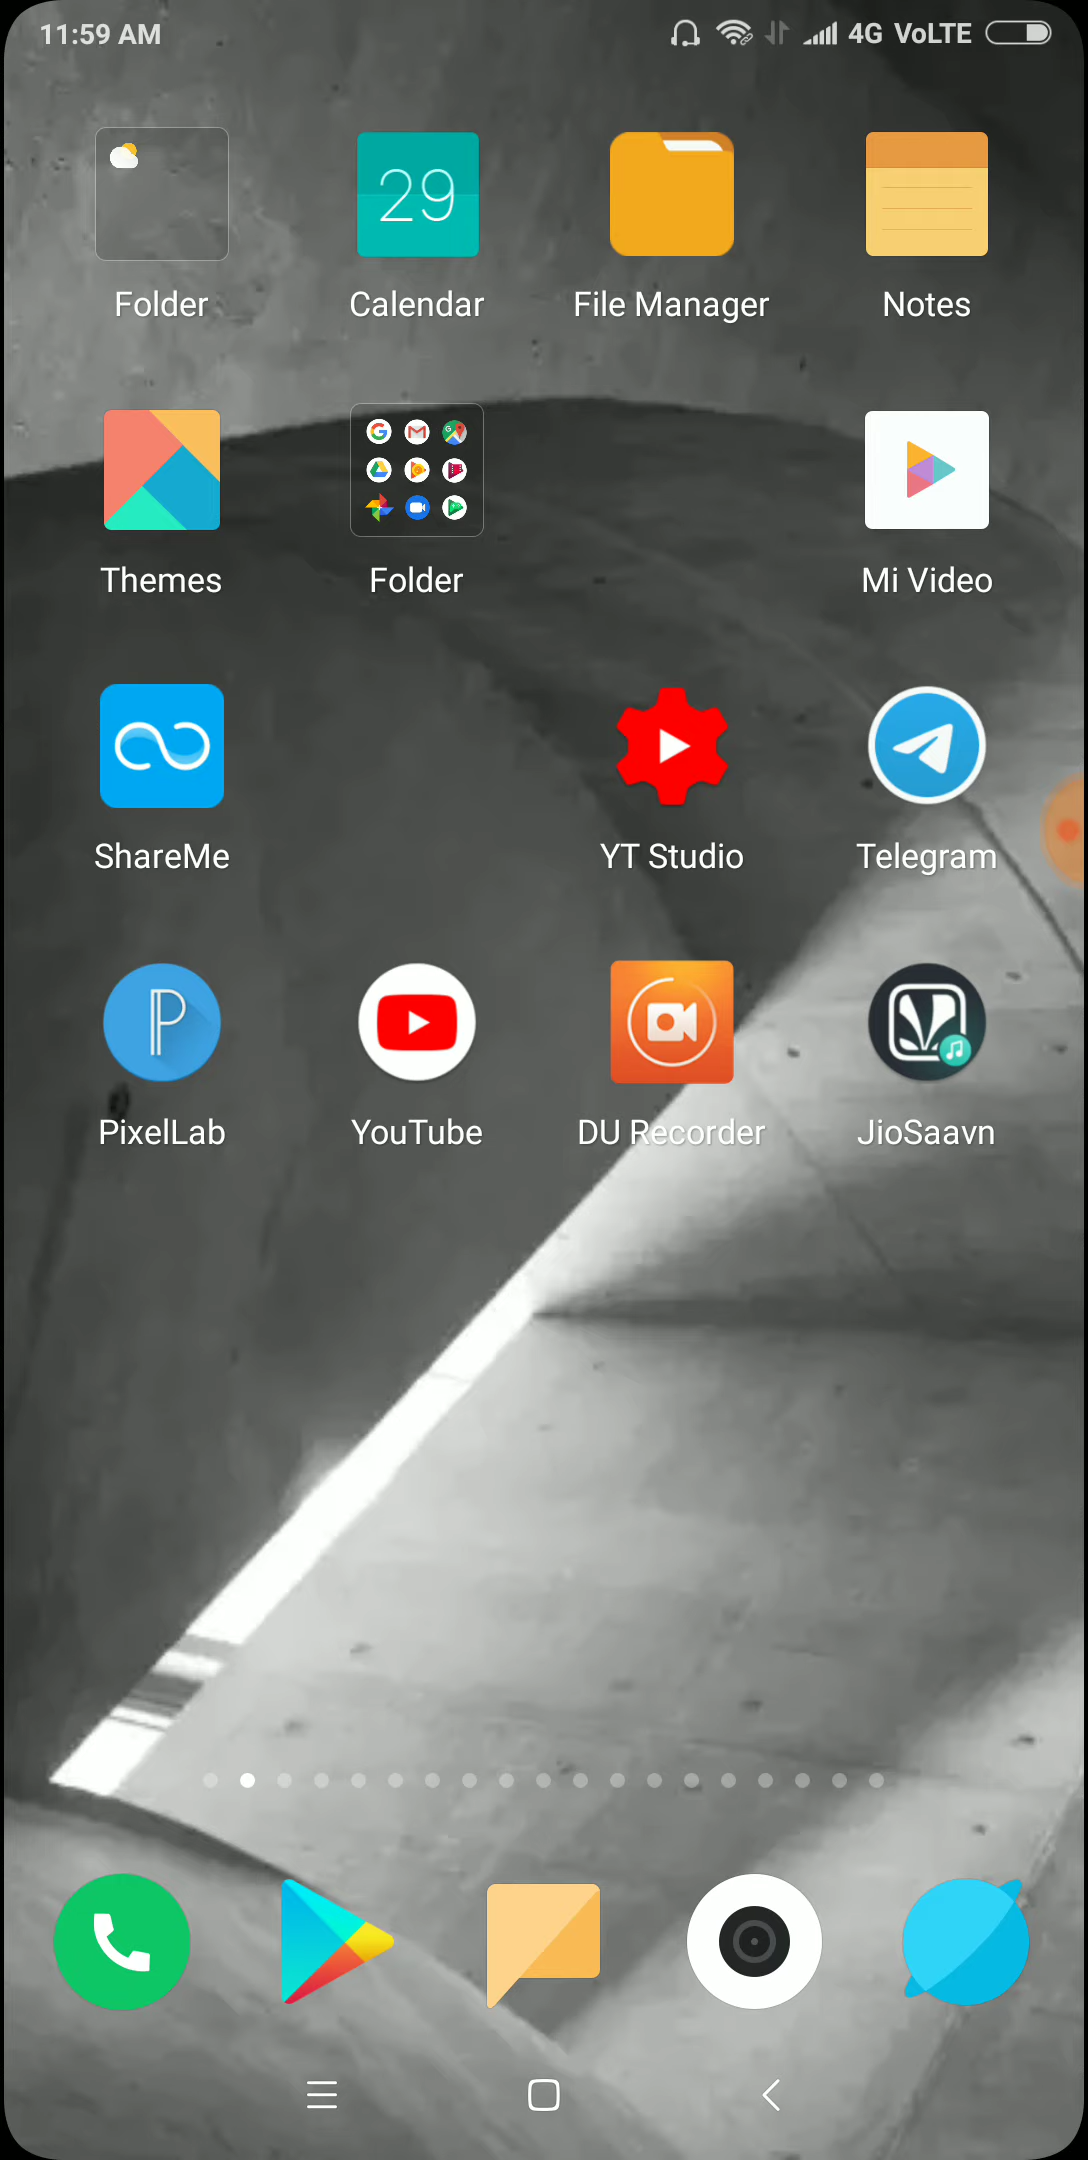 11:59 AM 4G VoLTE
29
Folder Calendar File Manager Notes
Themes Folder Mi Video
ShareMe YT Studio Telegram
P
PixelLab YouTube DU Recorder JioSaavn